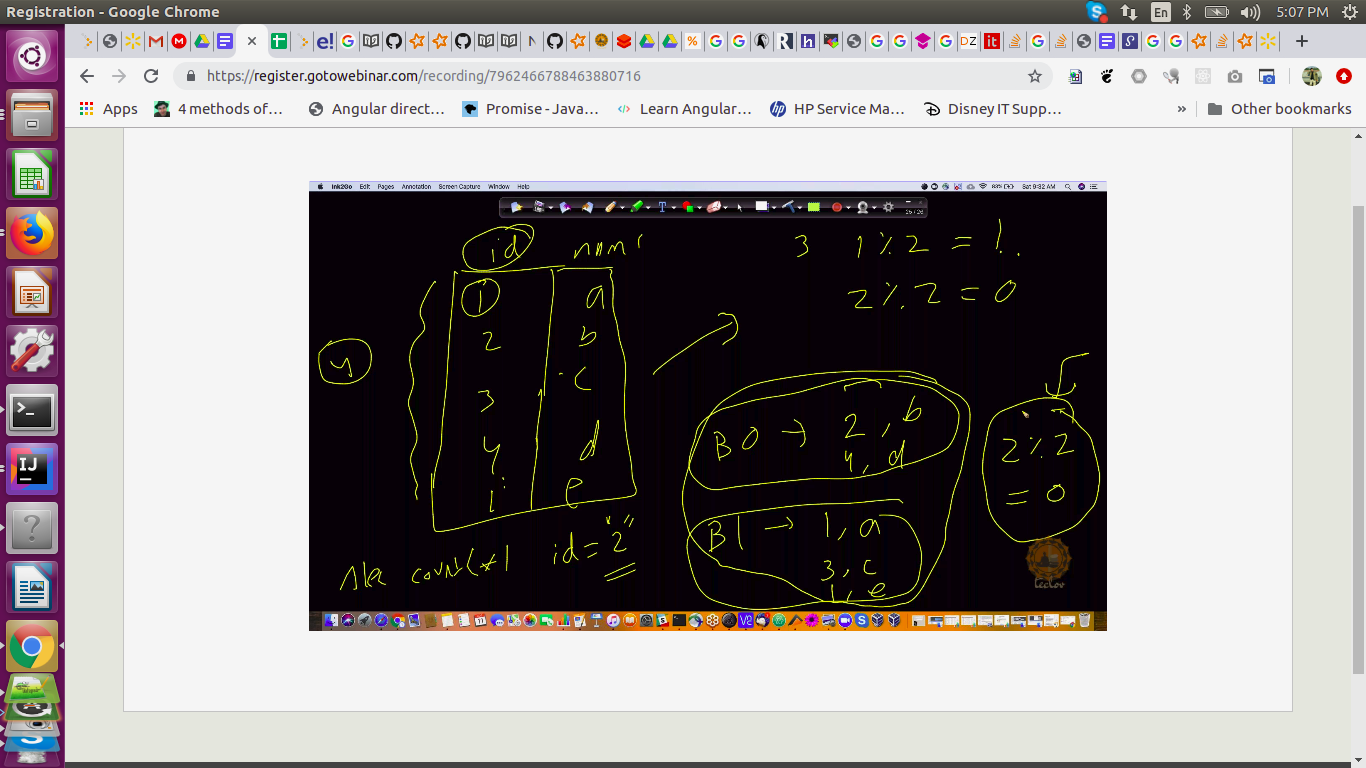 Registration - Google Chrome
En
5:07 PM
https://register.gotowebinar.com/recording/7962466788463880716
Apps
4 methods of...
Angular direct...
Promise - Java...
Learn Angular...
HP Service Ma...
Disney IT Supp...
»
Other bookmarks
Ink2Go Edit Pages Annotation Screen Capture Window Help
Sat 9:32 AM
id
3 1 % 2 = 1.
1 a
2 % 2 = 0
2 b
3 c
4 d
1 e
B0 → 2, b
4, d
2 % 2
= 0
B1 → 1, a
3, c
1, e
count(*) id = "2"
LecLov